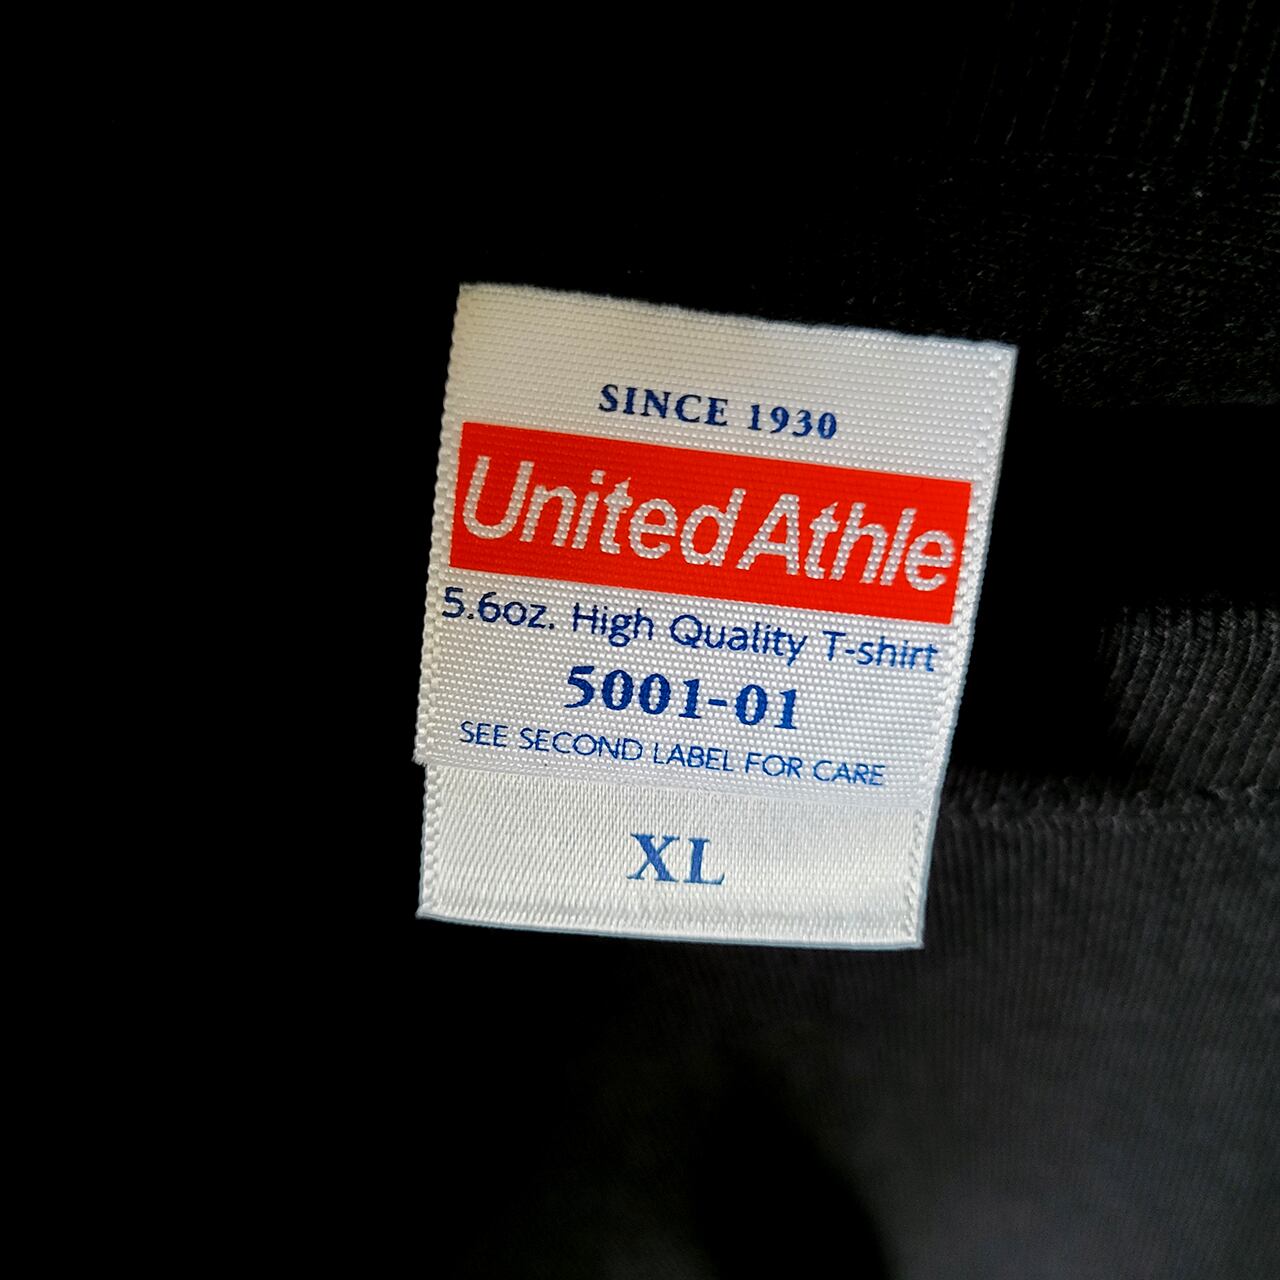 SINCE 1930
United Athle
5.6oz. High Quality T-shirt
5001-01
SEE SECOND LABEL FOR CARE
XL